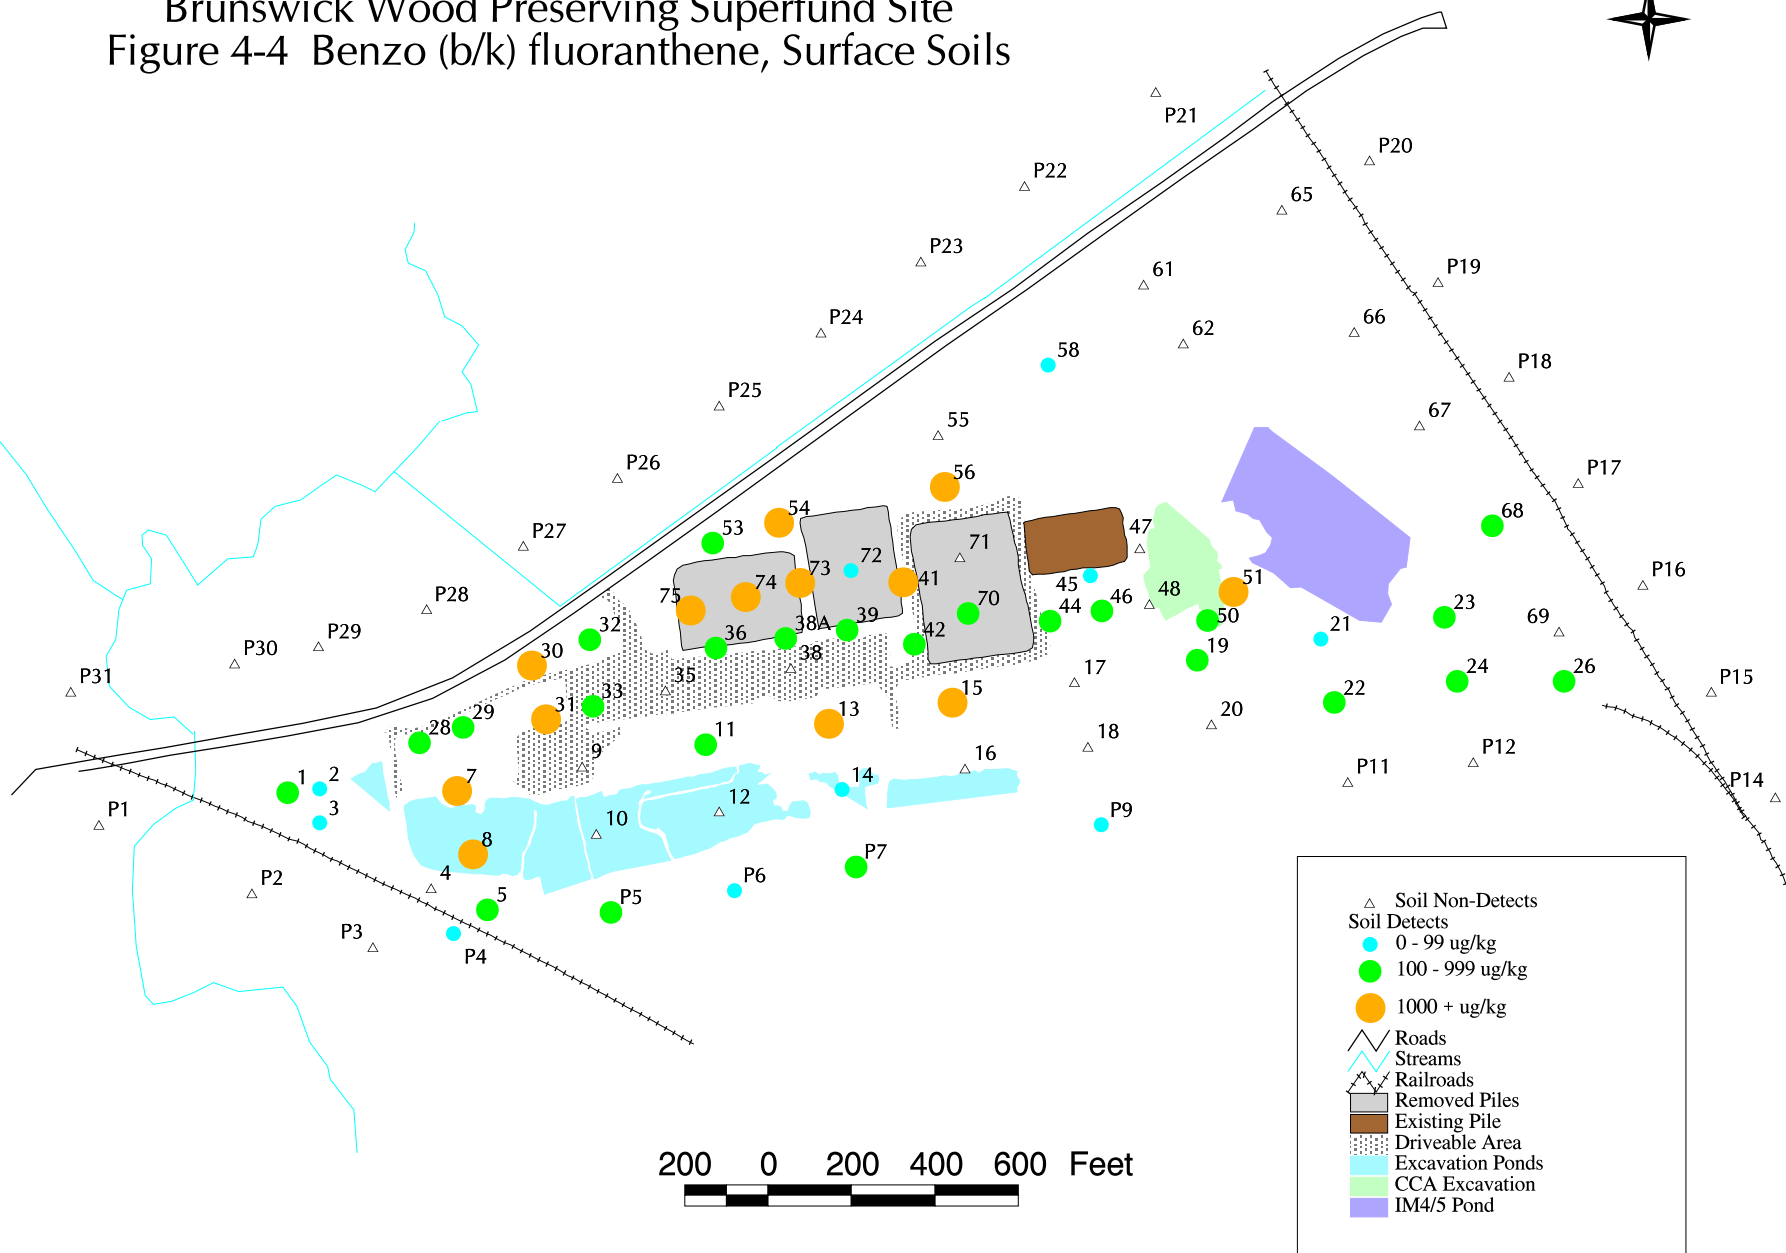 Brunswick Wood Preserving Superfund Site
Figure 4-4 Benzo (b/k) fluoranthene, Surface Soils
P21
P20
P22
65
P23
61
P19
P24
62
66
58
P18
P25
55
67
P26
56
P17
54
53
68
P27
47
71
72
73
41
51
P16
74
45
48
75
P28
70
44
46
23
38A
39
50
21
69
32
36
42
P29
19
P30
30
38
17
24
26
P31
35
33
15
22
P15
31
13
20
29
28
11
18
9
16
P12
1
2
7
14
P11
P14
12
P1
3
10
P9
8
P7
4
P2
P6
5
P5
P3
P4
Soil Non-Detects
Soil Detects
0 - 99 ug/kg
100 - 999 ug/kg
1000 + ug/kg
Roads
Streams
Railroads
Removed Piles
Existing Pile
Driveable Area
Excavation Ponds
CCA Excavation
IM4/5 Pond
200 0 200 400 600 Feet